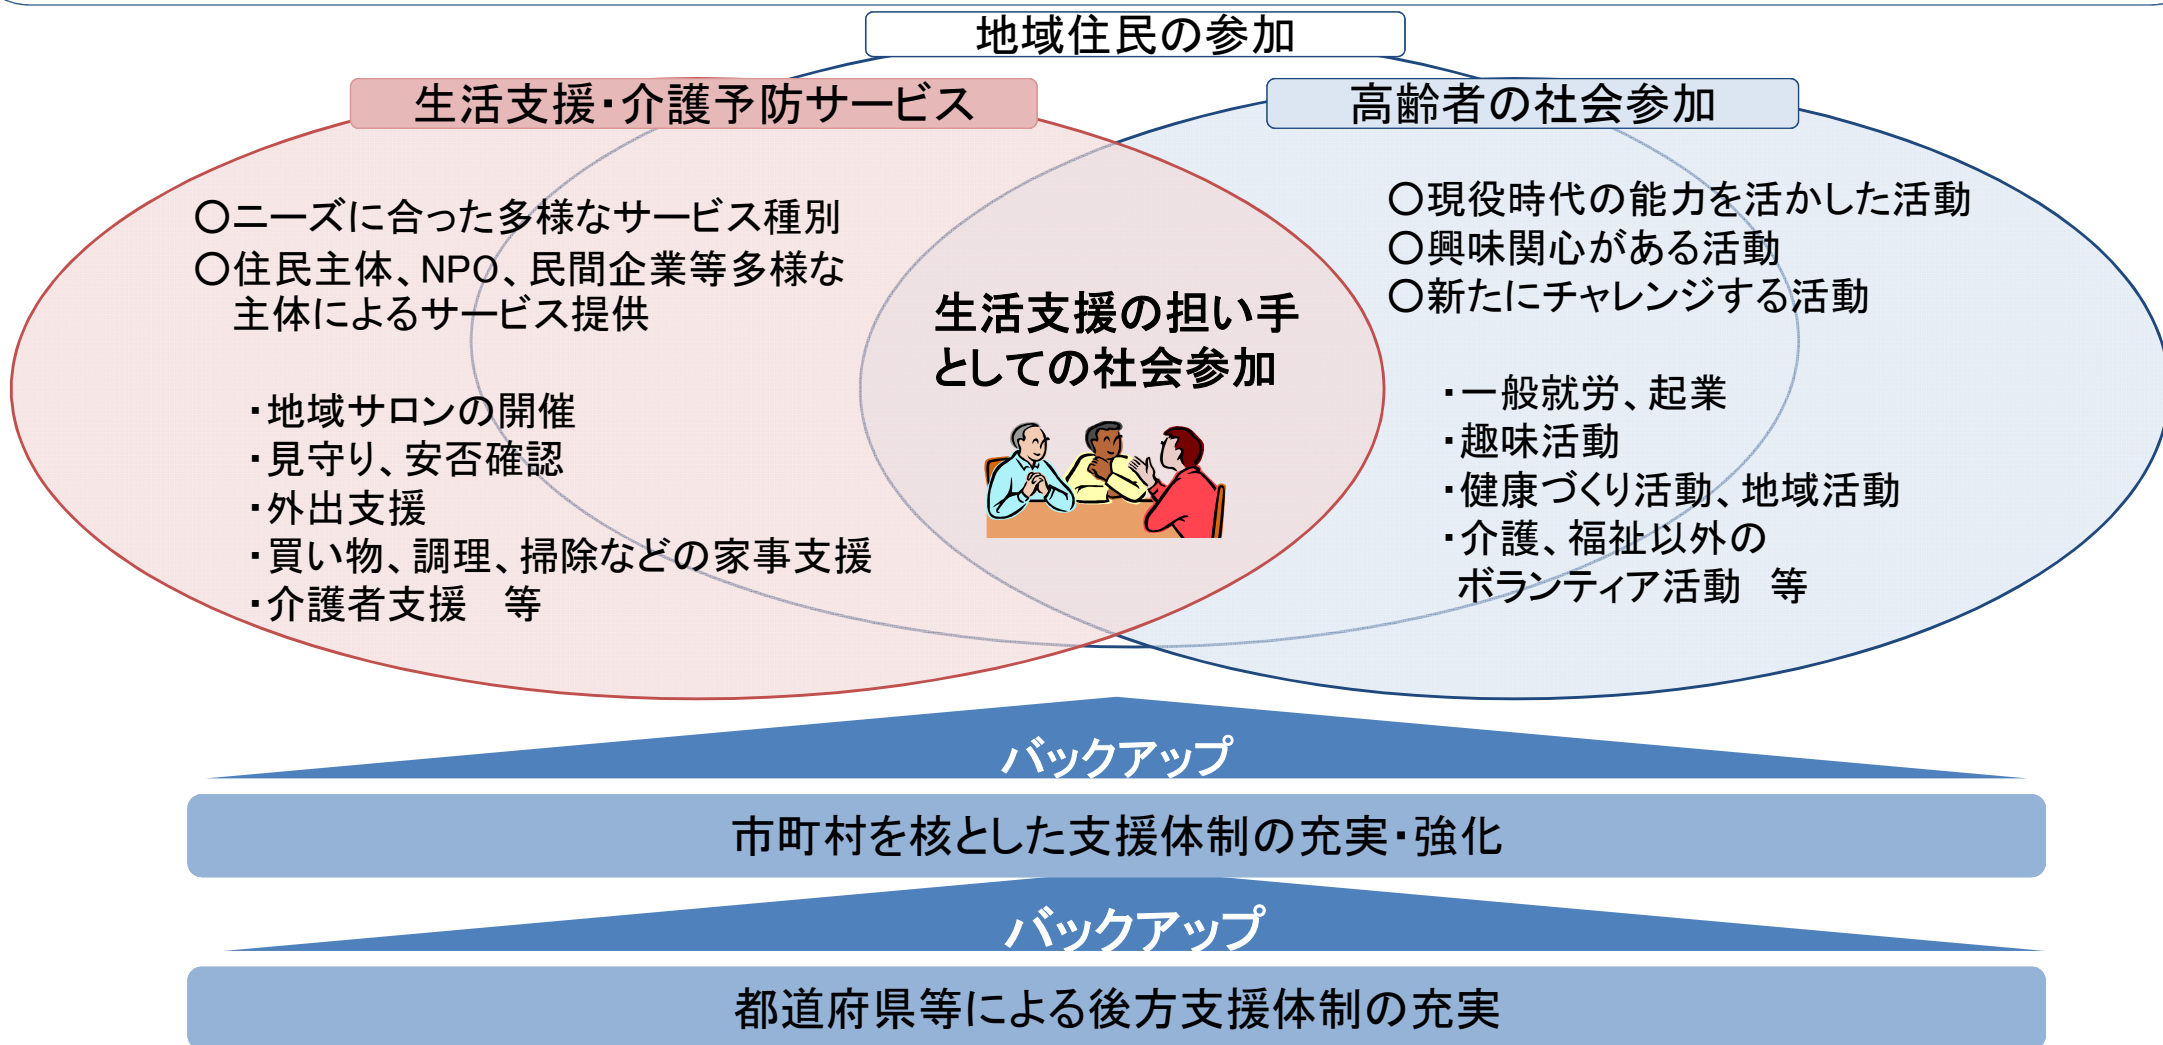 地域住民の参加
生活支援・介護予防サービス
○ニーズに合った多様なサービス種別
○住民主体、NPO、民間企業等多様な
主体によるサービス提供
・地域サロンの開催
・見守り、安否確認
・外出支援
・買い物、調理、掃除などの家事支援
・介護者支援　等
生活支援の担い手
としての社会参加
高齢者の社会参加
○現役時代の能力を活かした活動
○興味関心がある活動
○新たにチャレンジする活動
・一般就労、起業
・趣味活動
・健康づくり活動、地域活動
・介護、福祉以外の
ボランティア活動　等
バックアップ
市町村を核とした支援体制の充実・強化
バックアップ
都道府県等による後方支援体制の充実